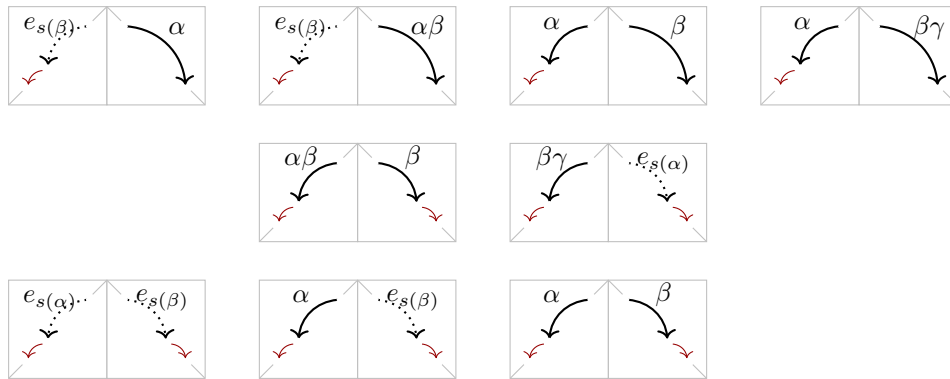 e_{s(β)} α e_{s(β)} αβ α β α βγ
αβ β βγ e_{s(α)}
e_{s(α)} e_{s(β)} α e_{s(β)} α β